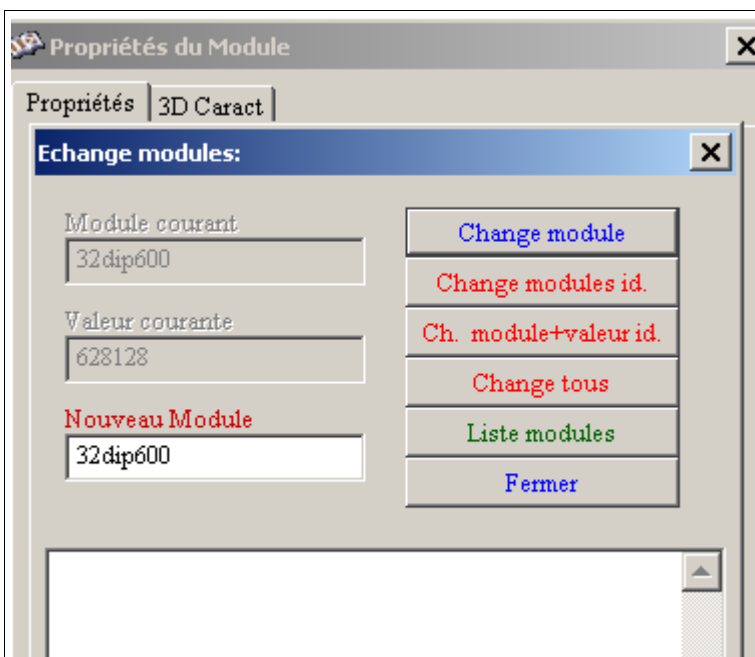 Propriétés du Module
Propriétés
3D Caract
Echange modules:
Module courant
32dip600
Valeur courante
628128
Nouveau Module
32dip600
Change module
Change modules id.
Ch. module+valeur id.
Change tous
Liste modules
Fermer